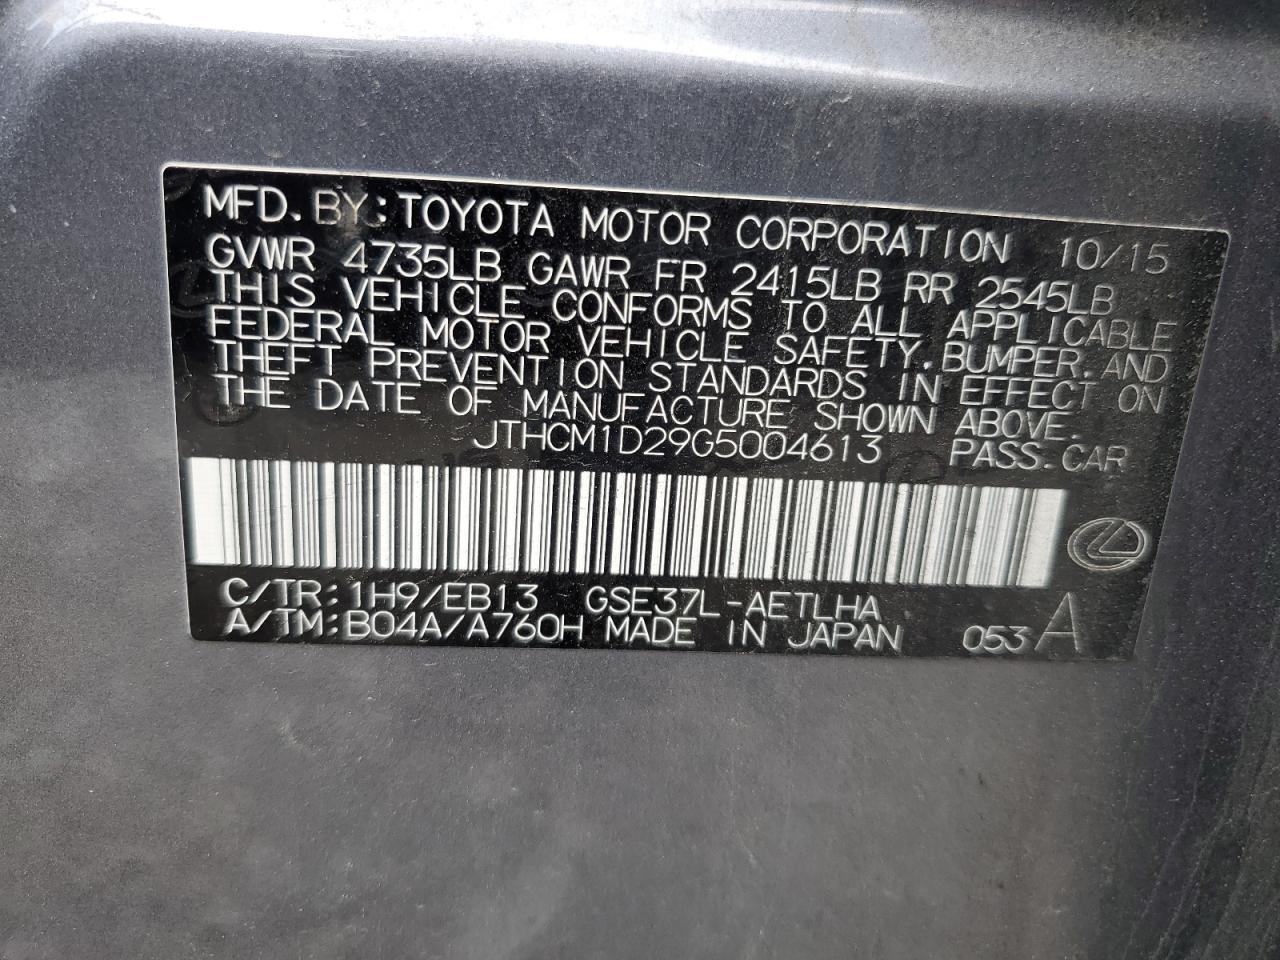 MFD. BY: TOYOTA MOTOR CORPORATION 10/15
GVWR 4735LB GAWR FR 2415LB RR 2545LB
THIS VEHICLE CONFORMS TO ALL APPLICABLE
FEDERAL MOTOR VEHICLE SAFETY, BUMPER, AND
THEFT PREVENTION STANDARDS IN EFFECT ON
THE DATE OF MANUFACTURE SHOWN ABOVE.
JTHCM1D29G5004613 PASS. CAR
C/TR: 1H9/EB13 GSE37L-AETLHA
A/TM: B04A/A760H MADE IN JAPAN 053 A